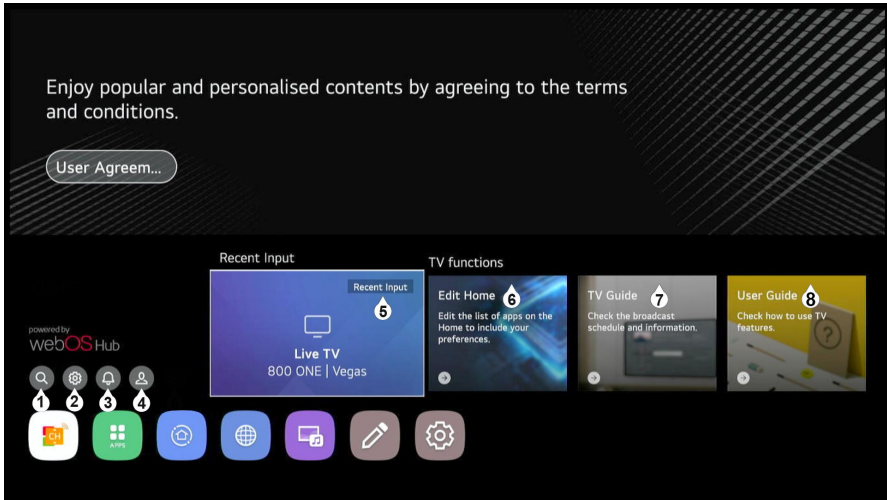 Enjoy popular and personalised contents by agreeing to the terms
and conditions.
User Agreem...
Recent Input
TV functions
Recent Input
5
Live TV
800 ONE | Vegas
Edit Home
6
Edit the list of apps on the
Home to include your
preferences.
TV Guide
7
Check the broadcast
schedule and information.
User Guide
8
Check how to use TV
features.
powered by
webOS Hub
1
2
3
4
CH
APPS